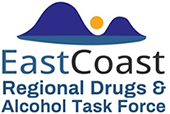 EastCoast
Regional Drugs &
Alcohol Task Force